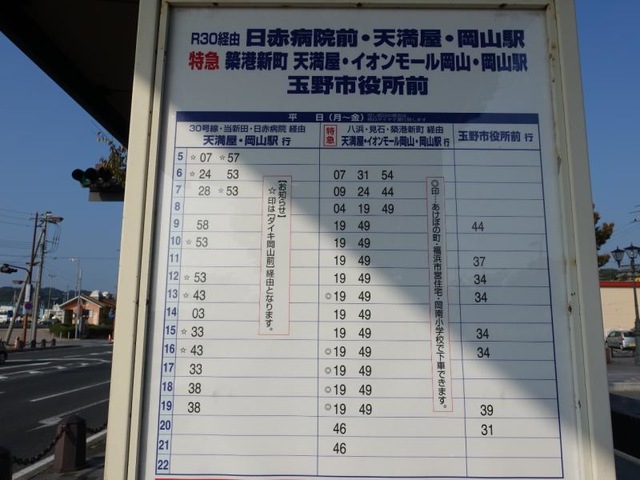 R30経由 日赤病院前・天満屋・岡山駅
特急 築港新町 天満屋・イオンモール岡山・岡山駅
玉野市役所前
平 日（月～金）
30号線・当新田・日赤病院 経由
天満屋・岡山駅 行
特急
八浜・見石・築港新町 経由
天満屋・イオンモール岡山・岡山駅 行
玉野市役所前 行
5 ☆07 ☆57
6 ☆24 53 07 31 54
7 28 ☆53 09 24 44
8 04 19 49
9 58 19 49 44
10 ☆53 19 49
11 19 49 37
12 ☆53 19 49 34
13 ☆43 ◎19 49 34
14 03 19 49
15 ☆33 19 49 34
16 ☆43 ◎19 49 34
17 33 ◎19 49
18 38 ◎19 49
19 38 ◎19 49 39
20 46 31
21 46
22
【お知らせ】
☆印は【ダイキ岡山前】経由となります。
◎印・・あけぼの町・福浜市営住宅・岡南小学校で下車できます。